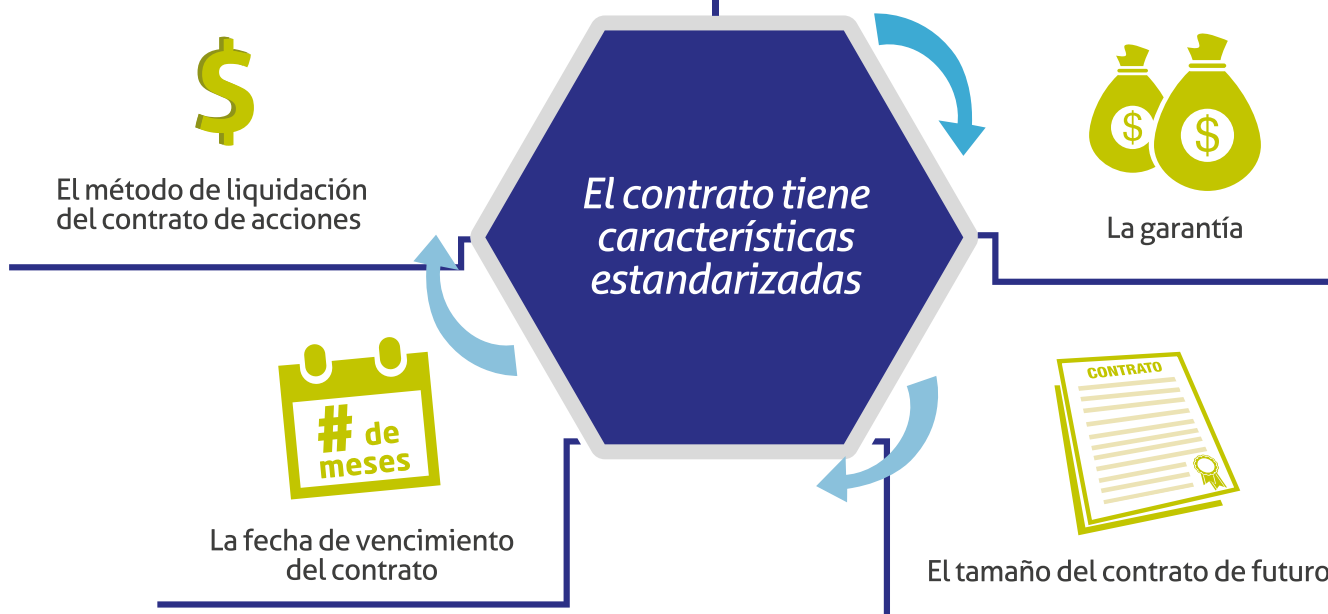 $
El método de liquidación
del contrato de acciones
El contrato tiene
características
estandarizadas
$ $
La garantía
# de
meses
La fecha de vencimiento
del contrato
CONTRATO
El tamaño del contrato de futuro